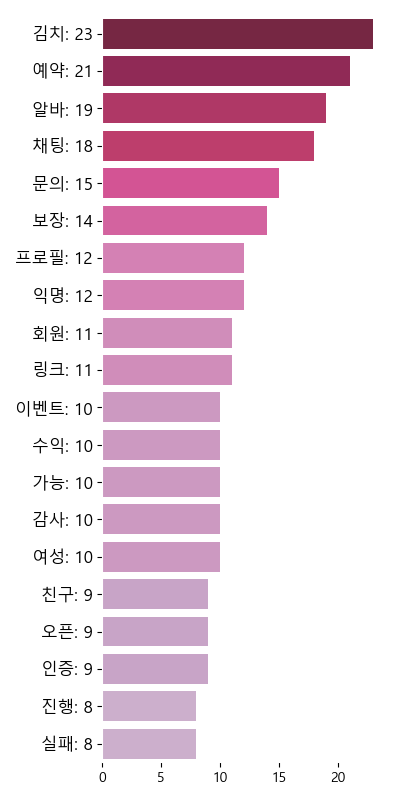 김치: 23
예약: 21
알바: 19
채팅: 18
문의: 15
보장: 14
프로필: 12
익명: 12
회원: 11
링크: 11
이벤트: 10
수익: 10
가능: 10
감사: 10
여성: 10
친구: 9
오픈: 9
인증: 9
진행: 8
실패: 8
0 5 10 15 20